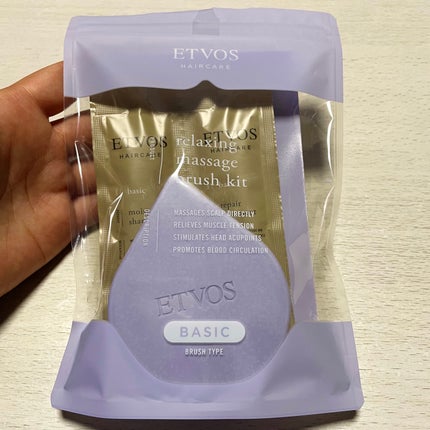 ETVOS
HAIRCARE
ETVOS
HAIRCARE
ETVOS
HAIRCARE
relaxing
massage
brush kit
basic
repair
MASSAGES SCALP DIRECTLY
RELIEVES MUSCLE TENSION
STIMULATES HEAD ACUPOINTS
PROMOTES BLOOD CIRCULATION
ETVOS
BASIC
BRUSH TYPE